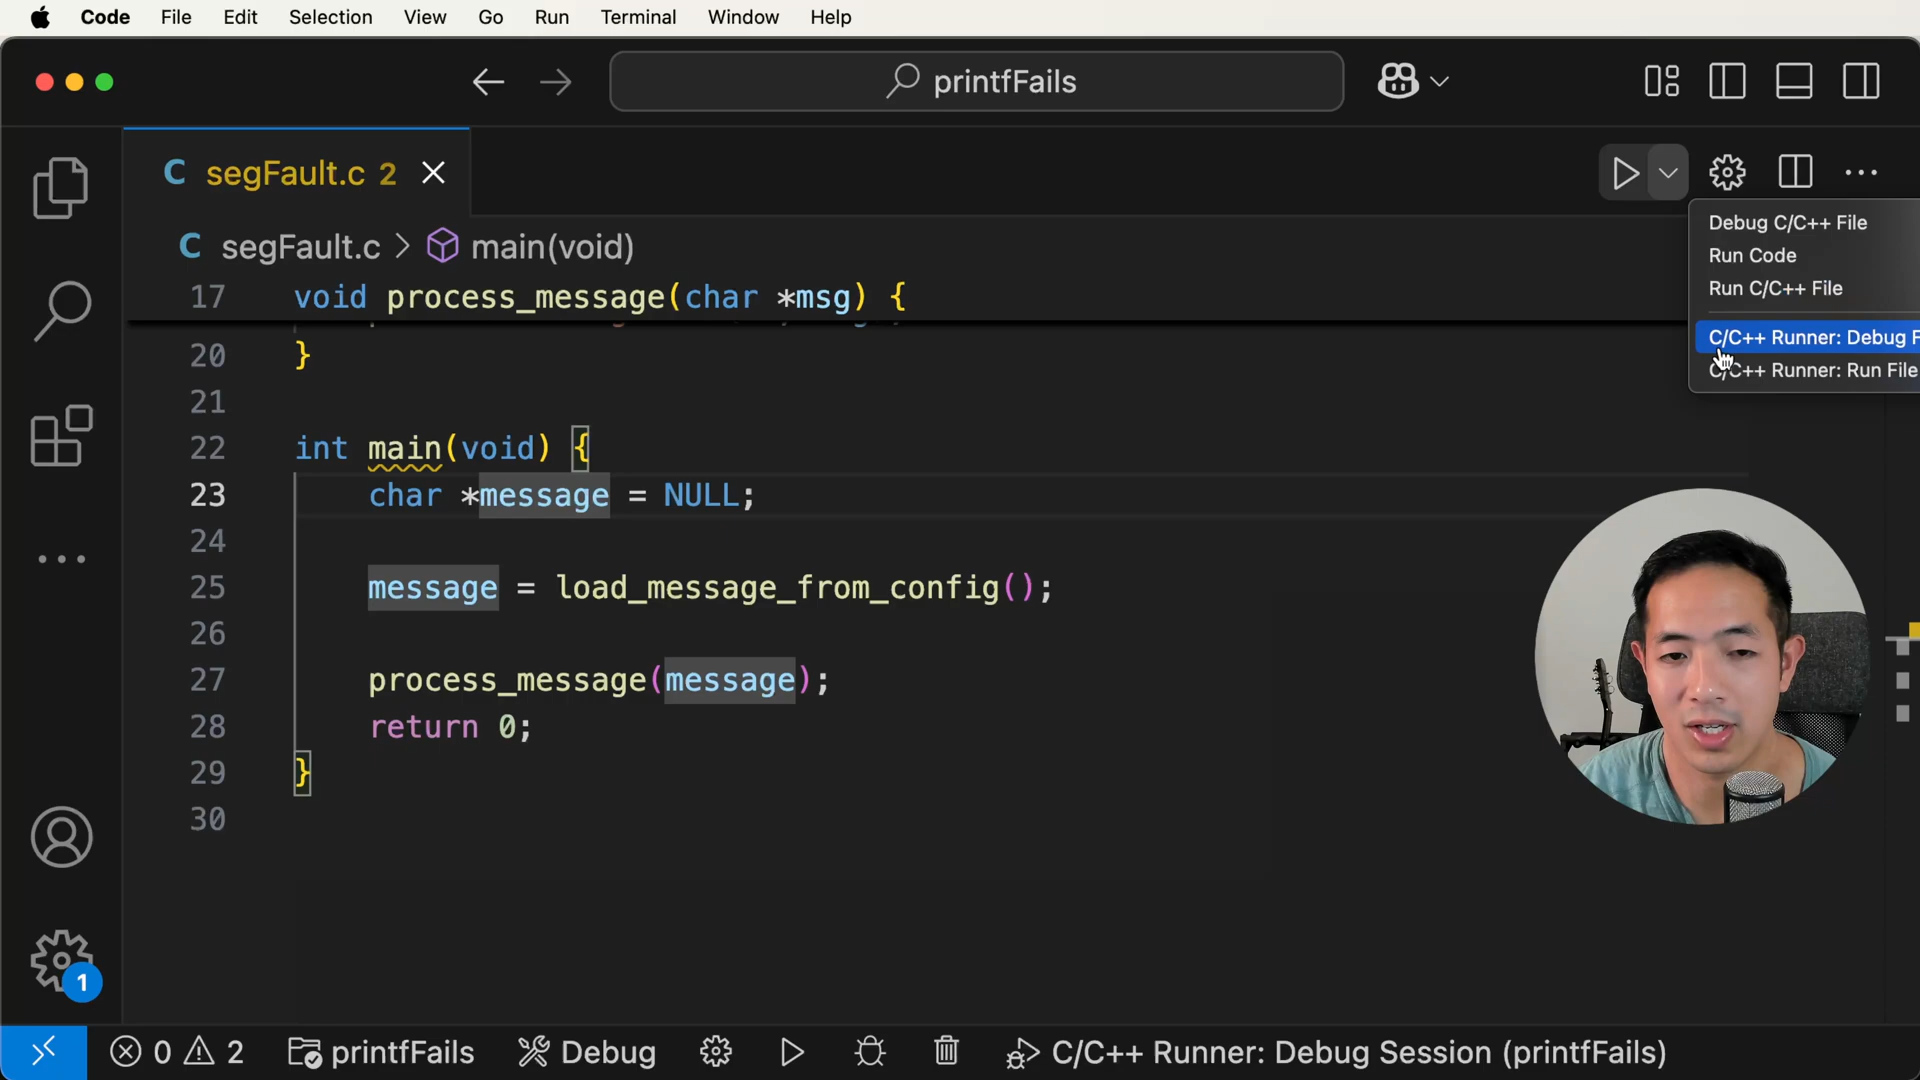 Code File Edit Selection View Go Run Terminal Window Help
printfFails
C segFault.c 2
C segFault.c > main(void)
Debug C/C++ File
Run Code
Run C/C++ File
C/C++ Runner: Debug F
C/C++ Runner: Run File
17 void process_message(char *msg) {
20 }
21
22 int main(void) {
23 char *message = NULL;
24
25 message = load_message_from_config();
26
27 process_message(message);
28 return 0;
29 }
30
1
0 2 printfFails Debug C/C++ Runner: Debug Session (printfFails)